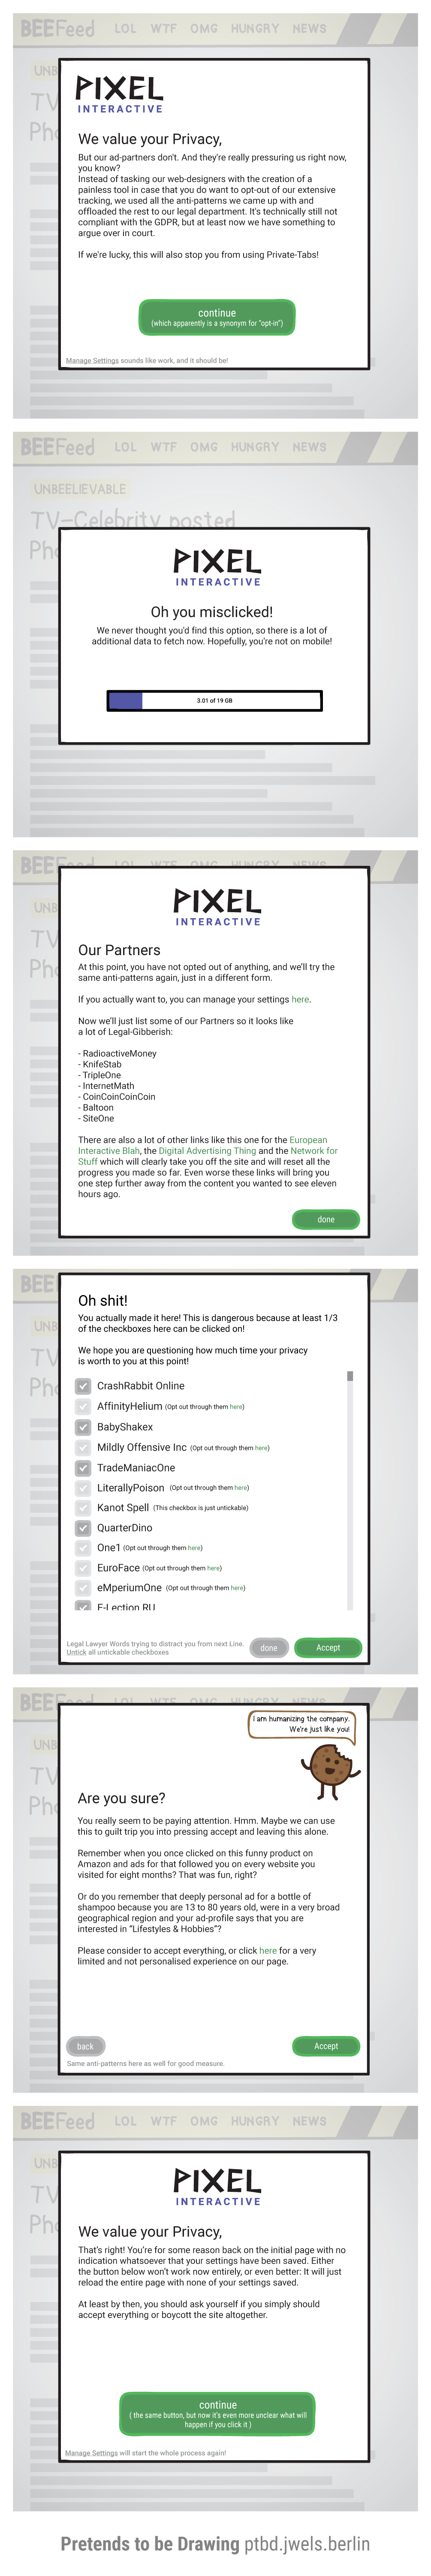 BEEFeed LOL WTF OMG HUNGRY NEWS
UNB
TV
Pho
PIXEL
INTERACTIVE
We value your Privacy,
But our ad-partners don't. And they're really pressuring us right now,
you know?
Instead of tasking our web-designers with the creation of a
painless tool in case that you do want to opt-out of our extensive
tracking, we used all the anti-patterns we came up with and
offloaded the rest to our legal department. It's technically still not
compliant with the GDPR, but at least we have something to
argue over in court.
If we're lucky, this will also stop you from using Private-Tabs!
continue
(which apparently is a synonym for "opt-in")
Manage Settings sounds like work, and it should be!
BEEFeed LOL WTF OMG HUNGRY NEWS
UNBEELIEVABLE
TV-Celebrity posted
Pho
PIXEL
INTERACTIVE
Oh you misclicked!
We never thought you'd find this option, so there is a lot of
additional data to fetch now. Hopefully, you're not on mobile!
3.01 of 19 GB
BEEFeed LOL WTF OMG HUNGRY NEWS
UNB
TV
Pho
PIXEL
INTERACTIVE
Our Partners
At this point, you have not opted out of anything, and we'll try the
same anti-patterns again, just in a different form.
If you actually want to, you can manage your settings here.
Now we'll just list some of our Partners so it looks like
a lot of Legal-Gibberish:
- RadioactiveMoney
- KnifeStab
- TripleOne
- InternetMath
- CoinCoinCoinCoin
- Baltoon
- SiteOne
There are also a lot of other links like this one for the European
Interactive Blah, the Digital Advertising Thing and the Network for
Stuff which will clearly take you off the site and will reset all the
progress you made so far. Even worse these links will bring you
one step further away from the content you wanted to see eleven
hours ago.
done
BEEFeed LOL WTF OMG HUNGRY NEWS
UNB
TV
Pho
Oh shit!
You actually made it here! This is dangerous because at least 1/3
of the checkboxes here can be clicked on!
We hope you are questioning how much time your privacy
is worth to you at this point!
CrashRabbit Online
AffinityHelium (Opt out through them here)
BabyShakex
Mildly Offensive Inc (Opt out through them here)
TradeManiacOne
LiterallyPoison (Opt out through them here)
Kanot Spell (This checkbox is just untickable)
QuarterDino
One1 (Opt out through them here)
EuroFace (Opt out through them here)
eMperiumOne (Opt out through them here)
E-Lection RU
Legal Lawyer Words trying to distract you from next Line.
Untick all untickable checkboxes
done
Accept
BEEFeed LOL WTF OMG HUNGRY NEWS
UNB
TV
Pho
I am humanizing the company.
We're just like you!
Are you sure?
You really seem to be paying attention. Hmm. Maybe we can use
this to guilt trip you into pressing accept and leaving this alone.
Remember when you once clicked on this funny product on
Amazon and ads for that followed you on every website you
visited for eight months? That was fun, right?
Or do you remember that deeply personal ad for a bottle of
shampoo because you are 13 to 80 years old, were in a very broad
geographical region and your ad-profile says that you are
interested in "Lifestyles & Hobbies"?
Please consider to accept everything, or click here for a very
limited and not personalised experience on our page.
back
Accept
Same anti-patterns here as well for good measure.
BEEFeed LOL WTF OMG HUNGRY NEWS
UNB
TV
Pho
PIXEL
INTERACTIVE
We value your Privacy,
That's right! You're for some reason back on the initial page with no
indication whatsoever that your settings have been saved. Either
the button below won't work now entirely, or even better: It will just
reload the entire page with none of your settings saved.
At least by then, you should ask yourself if you simply should
accept everything or boycott the site altogether.
continue
( the same button, but now it's even more unclear what will
happen if you click it )
Manage Settings will start the whole process again!
Pretends to be Drawing ptbd.jwels.berlin